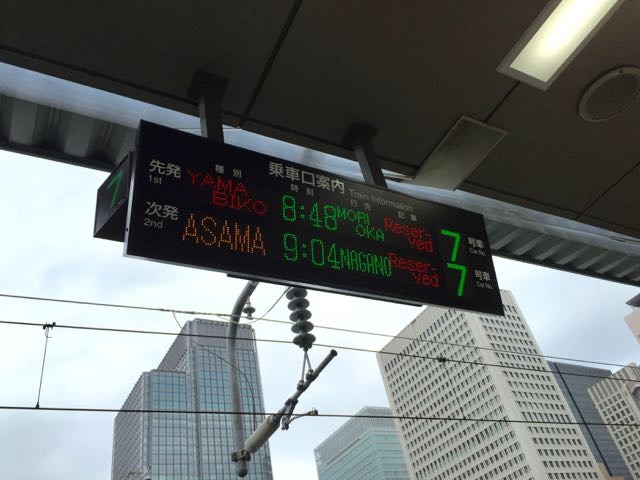 乗車口案内 Train Information
種別 時刻 行先 記事
先発 1st YAMA BIKO 8:48 MORI OKA Reser- ved 7 号車 Car No.
次発 2nd ASAMA 9:04 NAGANO Reser- ved 7 号車 Car No.
7